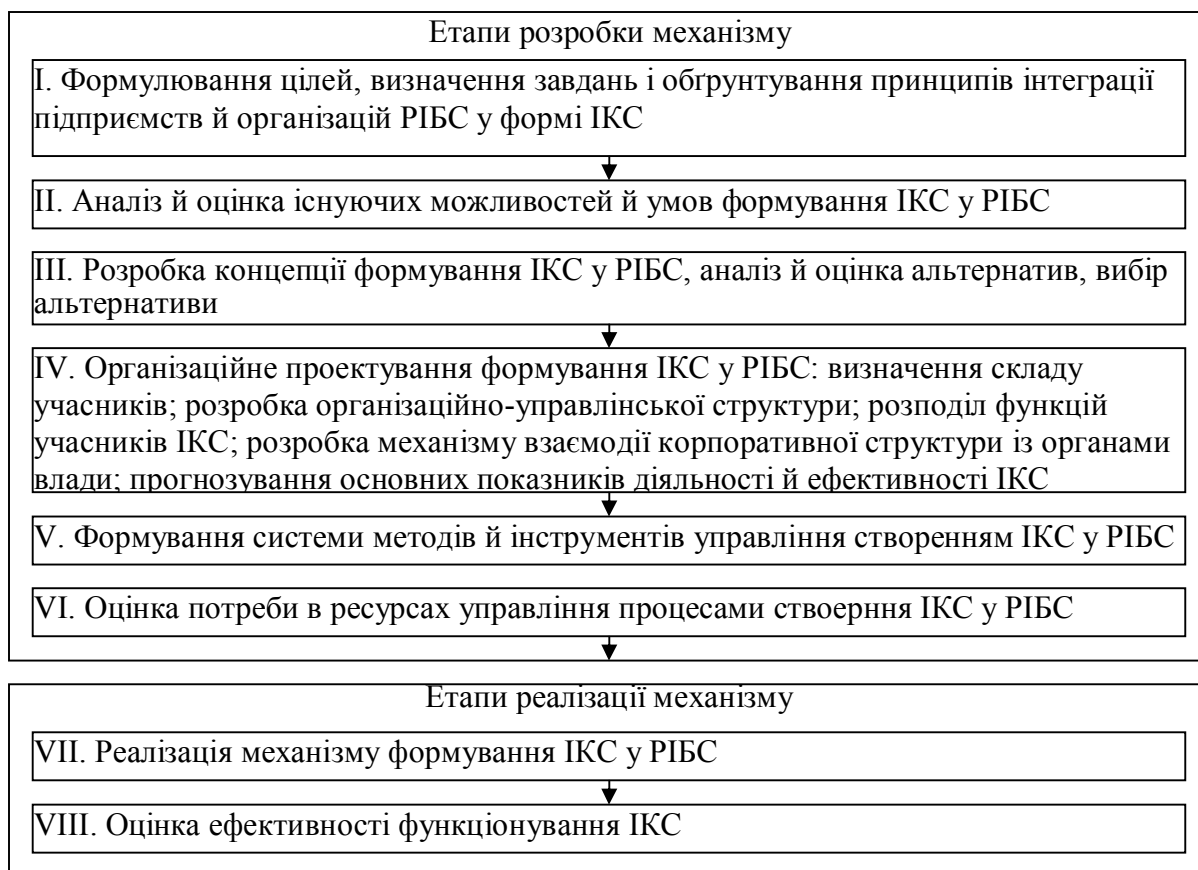 Етапи розробки механізму
I. Формулювання цілей, визначення завдань і обґрунтування принципів інтеграції
підприємств й організацій РІБС у формі ІКС
II. Аналіз й оцінка існуючих можливостей й умов формування ІКС у РІБС
III. Розробка концепції формування ІКС у РІБС, аналіз й оцінка альтернатив, вибір
альтернативи
IV. Організаційне проектування формування ІКС у РІБС: визначення складу
учасників; розробка організаційно-управлінської структури; розподіл функцій
учасників ІКС; розробка механізму взаємодії корпоративної структури із органами
влади; прогнозування основних показників діяльності й ефективності ІКС
V. Формування системи методів й інструментів управління створенням ІКС у РІБС
VI. Оцінка потреби в ресурсах управління процесами ствоернння ІКС у РІБС
Етапи реалізації механізму
VII. Реалізація механізму формування ІКС у РІБС
VIII. Оцінка ефективності функціонування ІКС